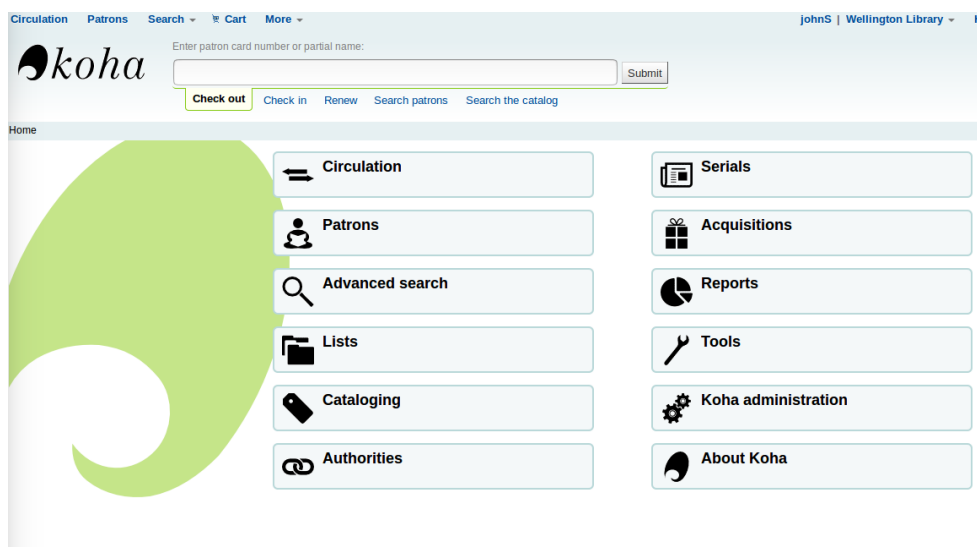 Circulation Patrons Search Cart More johnS | Wellington Library
Enter patron card number or partial name:
koha
Submit
Check out Check in Renew Search patrons Search the catalog
Home
Circulation Serials
Patrons Acquisitions
Advanced search Reports
Lists Tools
Cataloging Koha administration
Authorities About Koha